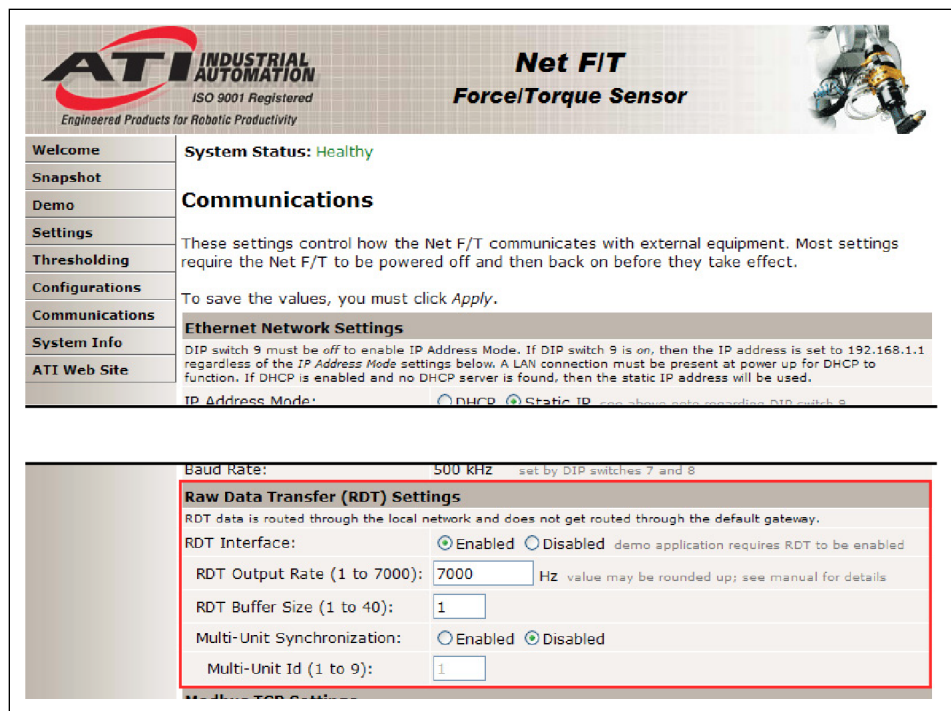 ATI INDUSTRIAL AUTOMATION
ISO 9001 Registered
Engineered Products for Robotic Productivity
Net F/T
Force/Torque Sensor
Welcome
Snapshot
Demo
Settings
Thresholding
Configurations
Communications
System Info
ATI Web Site
System Status: Healthy
Communications
These settings control how the Net F/T communicates with external equipment. Most settings
require the Net F/T to be powered off and then back on before they take effect.
To save the values, you must click Apply.
Ethernet Network Settings
DIP switch 9 must be off to enable IP Address Mode. If DIP switch 9 is on, then the IP address is set to 192.168.1.1
regardless of the IP Address Mode settings below. A LAN connection must be present at power up for DHCP to
function. If DHCP is enabled and no DHCP server is found, then the static IP address will be used.
IP Address Mode: DHCP Static IP see above note regarding DIP switch 9
Baud Rate: 500 kHz set by DIP switches 7 and 8
Raw Data Transfer (RDT) Settings
RDT data is routed through the local network and does not get routed through the default gateway.
RDT Interface: Enabled Disabled demo application requires RDT to be enabled
RDT Output Rate (1 to 7000): 7000 Hz value may be rounded up; see manual for details
RDT Buffer Size (1 to 40): 1
Multi-Unit Synchronization: Enabled Disabled
Multi-Unit Id (1 to 9): 1
Modbus TCP Settings